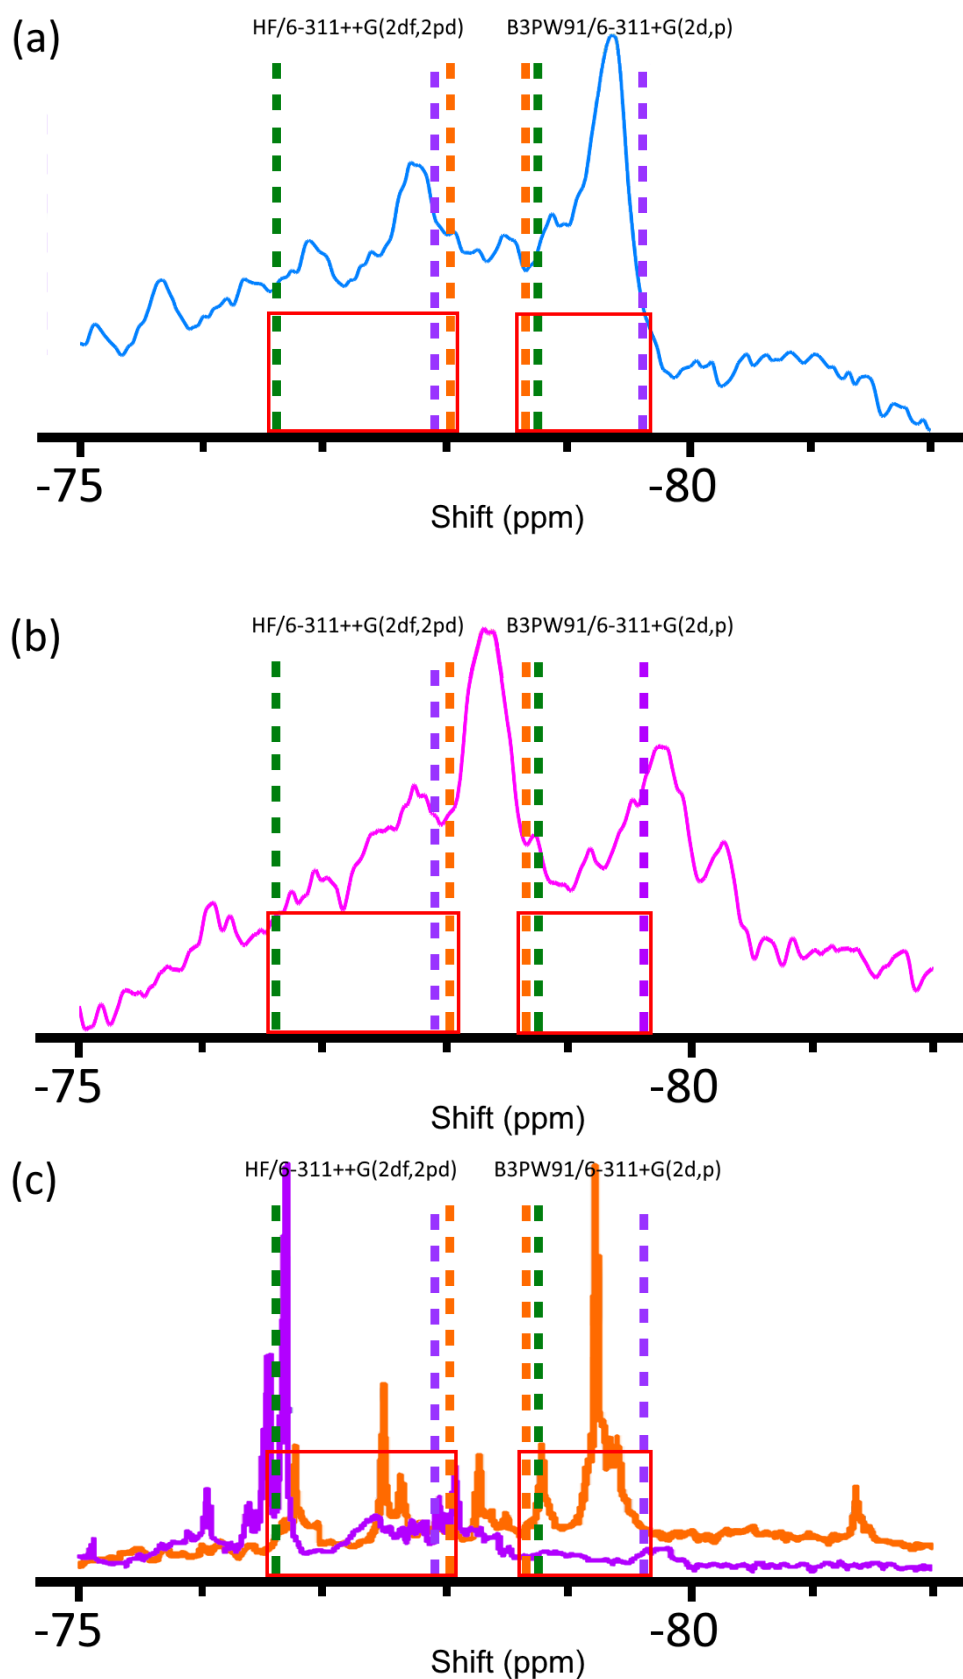 (a)
HF/6-311++G(2df,2pd) B3PW91/6-311+G(2d,p)
-75 -80
Shift (ppm)
(b)
HF/6-311++G(2df,2pd) B3PW91/6-311+G(2d,p)
-75 -80
Shift (ppm)
(c)
HF/6-311++G(2df,2pd) B3PW91/6-311+G(2d,p)
-75 -80
Shift (ppm)